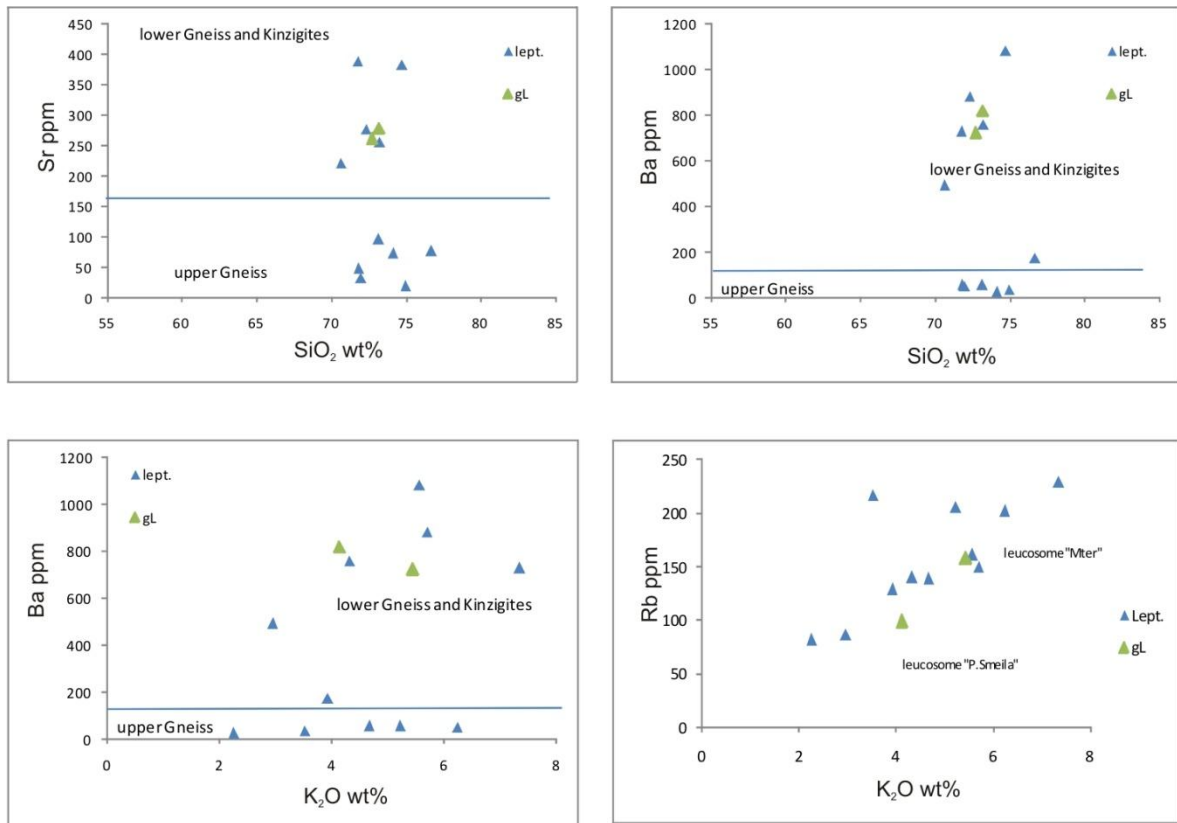 450
400
350
300
250
200
150
100
50
0
Sr ppm
lower Gneiss and Kinzigites
lept.
gL
upper Gneiss
55 60 65 70 75 80 85
SiO₂ wt%
1200
1000
800
600
400
200
0
Ba ppm
lept.
gL
lower Gneiss and Kinzigites
upper Gneiss
55 60 65 70 75 80 85
SiO₂ wt%
1200
1000
800
600
400
200
0
Ba ppm
lept.
gL
lower Gneiss and Kinzigites
upper Gneiss
0 2 4 6 8
K₂O wt%
250
200
150
100
50
0
Rb ppm
leucosome "Mter"
Lept.
gL
leucosome "P.Smeila"
0 2 4 6 8
K₂O wt%